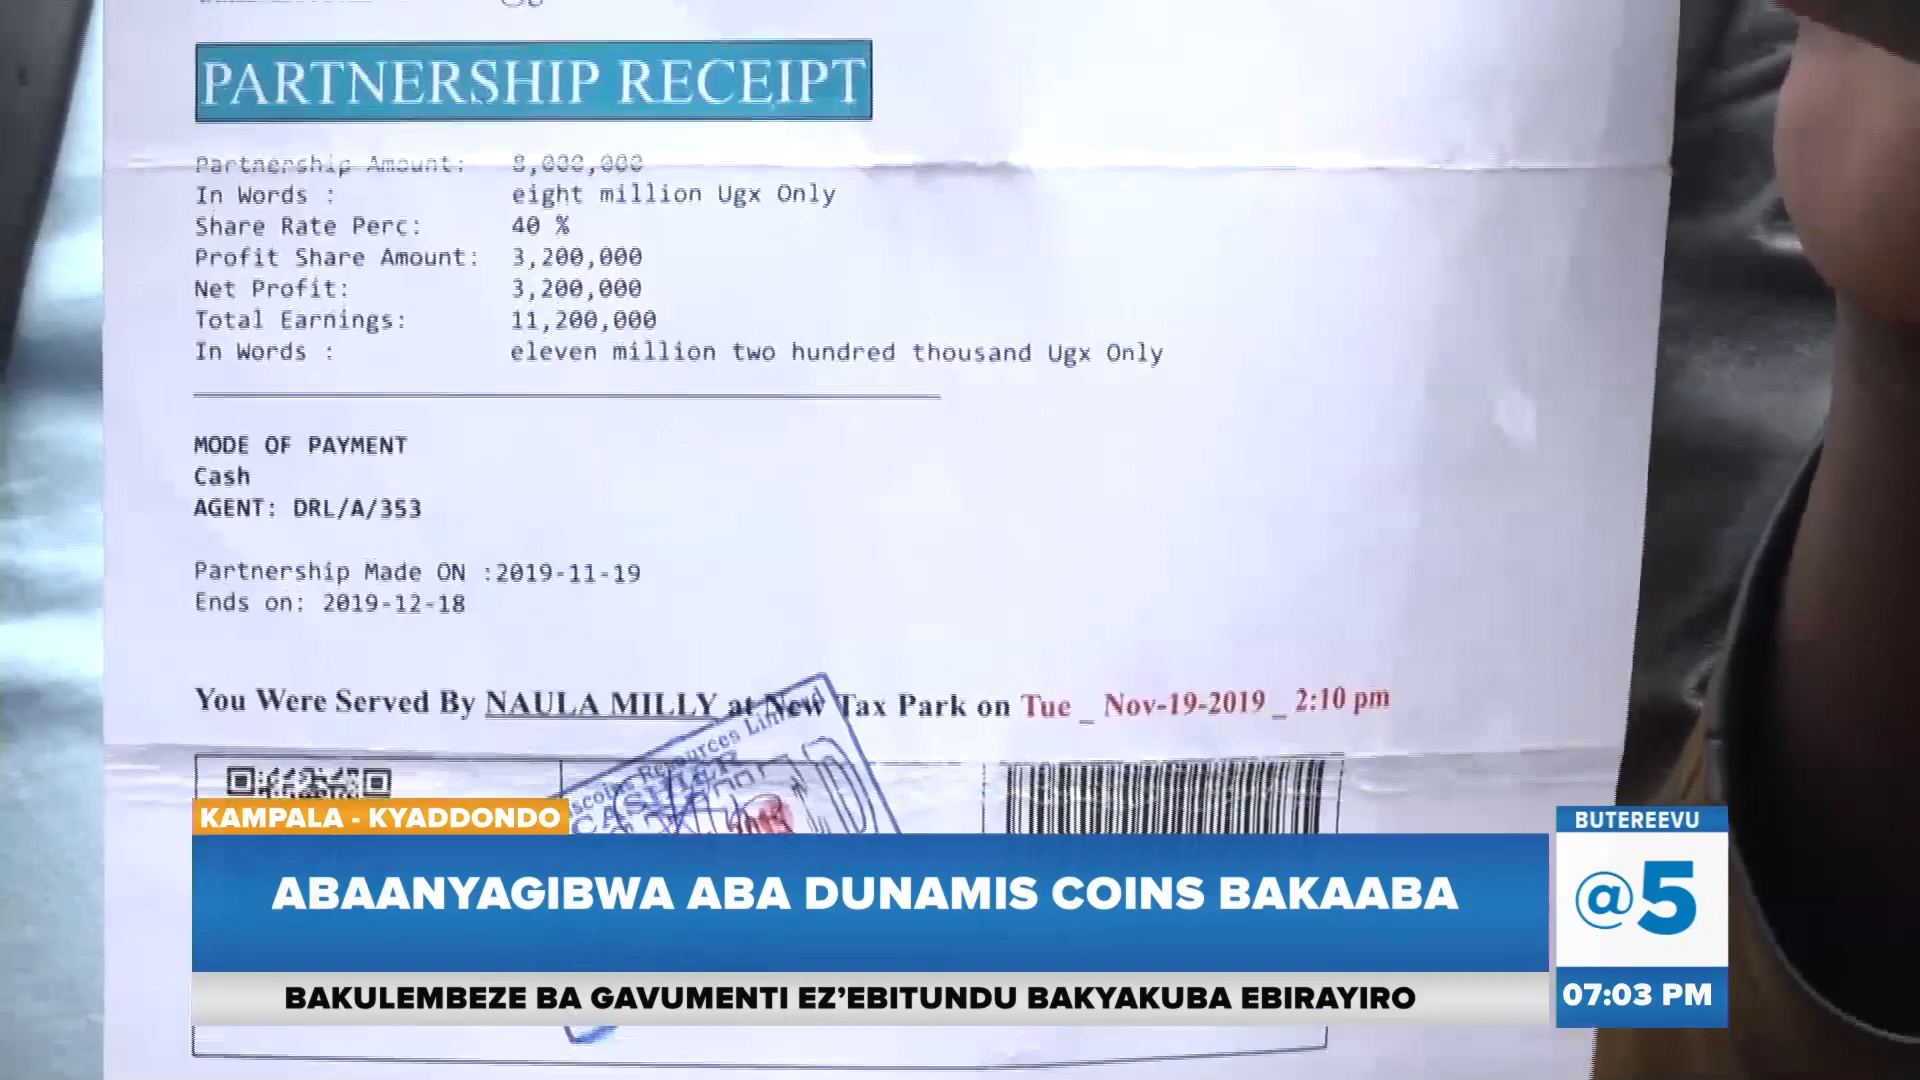 PARTNERSHIP RECEIPT
Partnership Amount: 8,000,000
In Words : eight million Ugx Only
Share Rate Perc: 40 %
Profit Share Amount: 3,200,000
Net Profit: 3,200,000
Total Earnings: 11,200,000
In Words : eleven million two hundred thousand Ugx Only
MODE OF PAYMENT
Cash
AGENT: DRL/A/353
Partnership Made ON :2019-11-19
Ends on: 2019-12-18
You Were Served By NAULA MILLY at New Tax Park on Tue _ Nov-19-2019 _ 2:10 pm
Resources Limited
CASHIER
KAMPALA - KYADDONDO
ABAANYAGIBWA ABA DUNAMIS COINS BAKAABA
BAKULEMBEZE BA GAVUMENTI EZ’EBITUNDU BAKYAKUBA EBIRAYIRO
BUTEREEVU
@5
07:03 PM